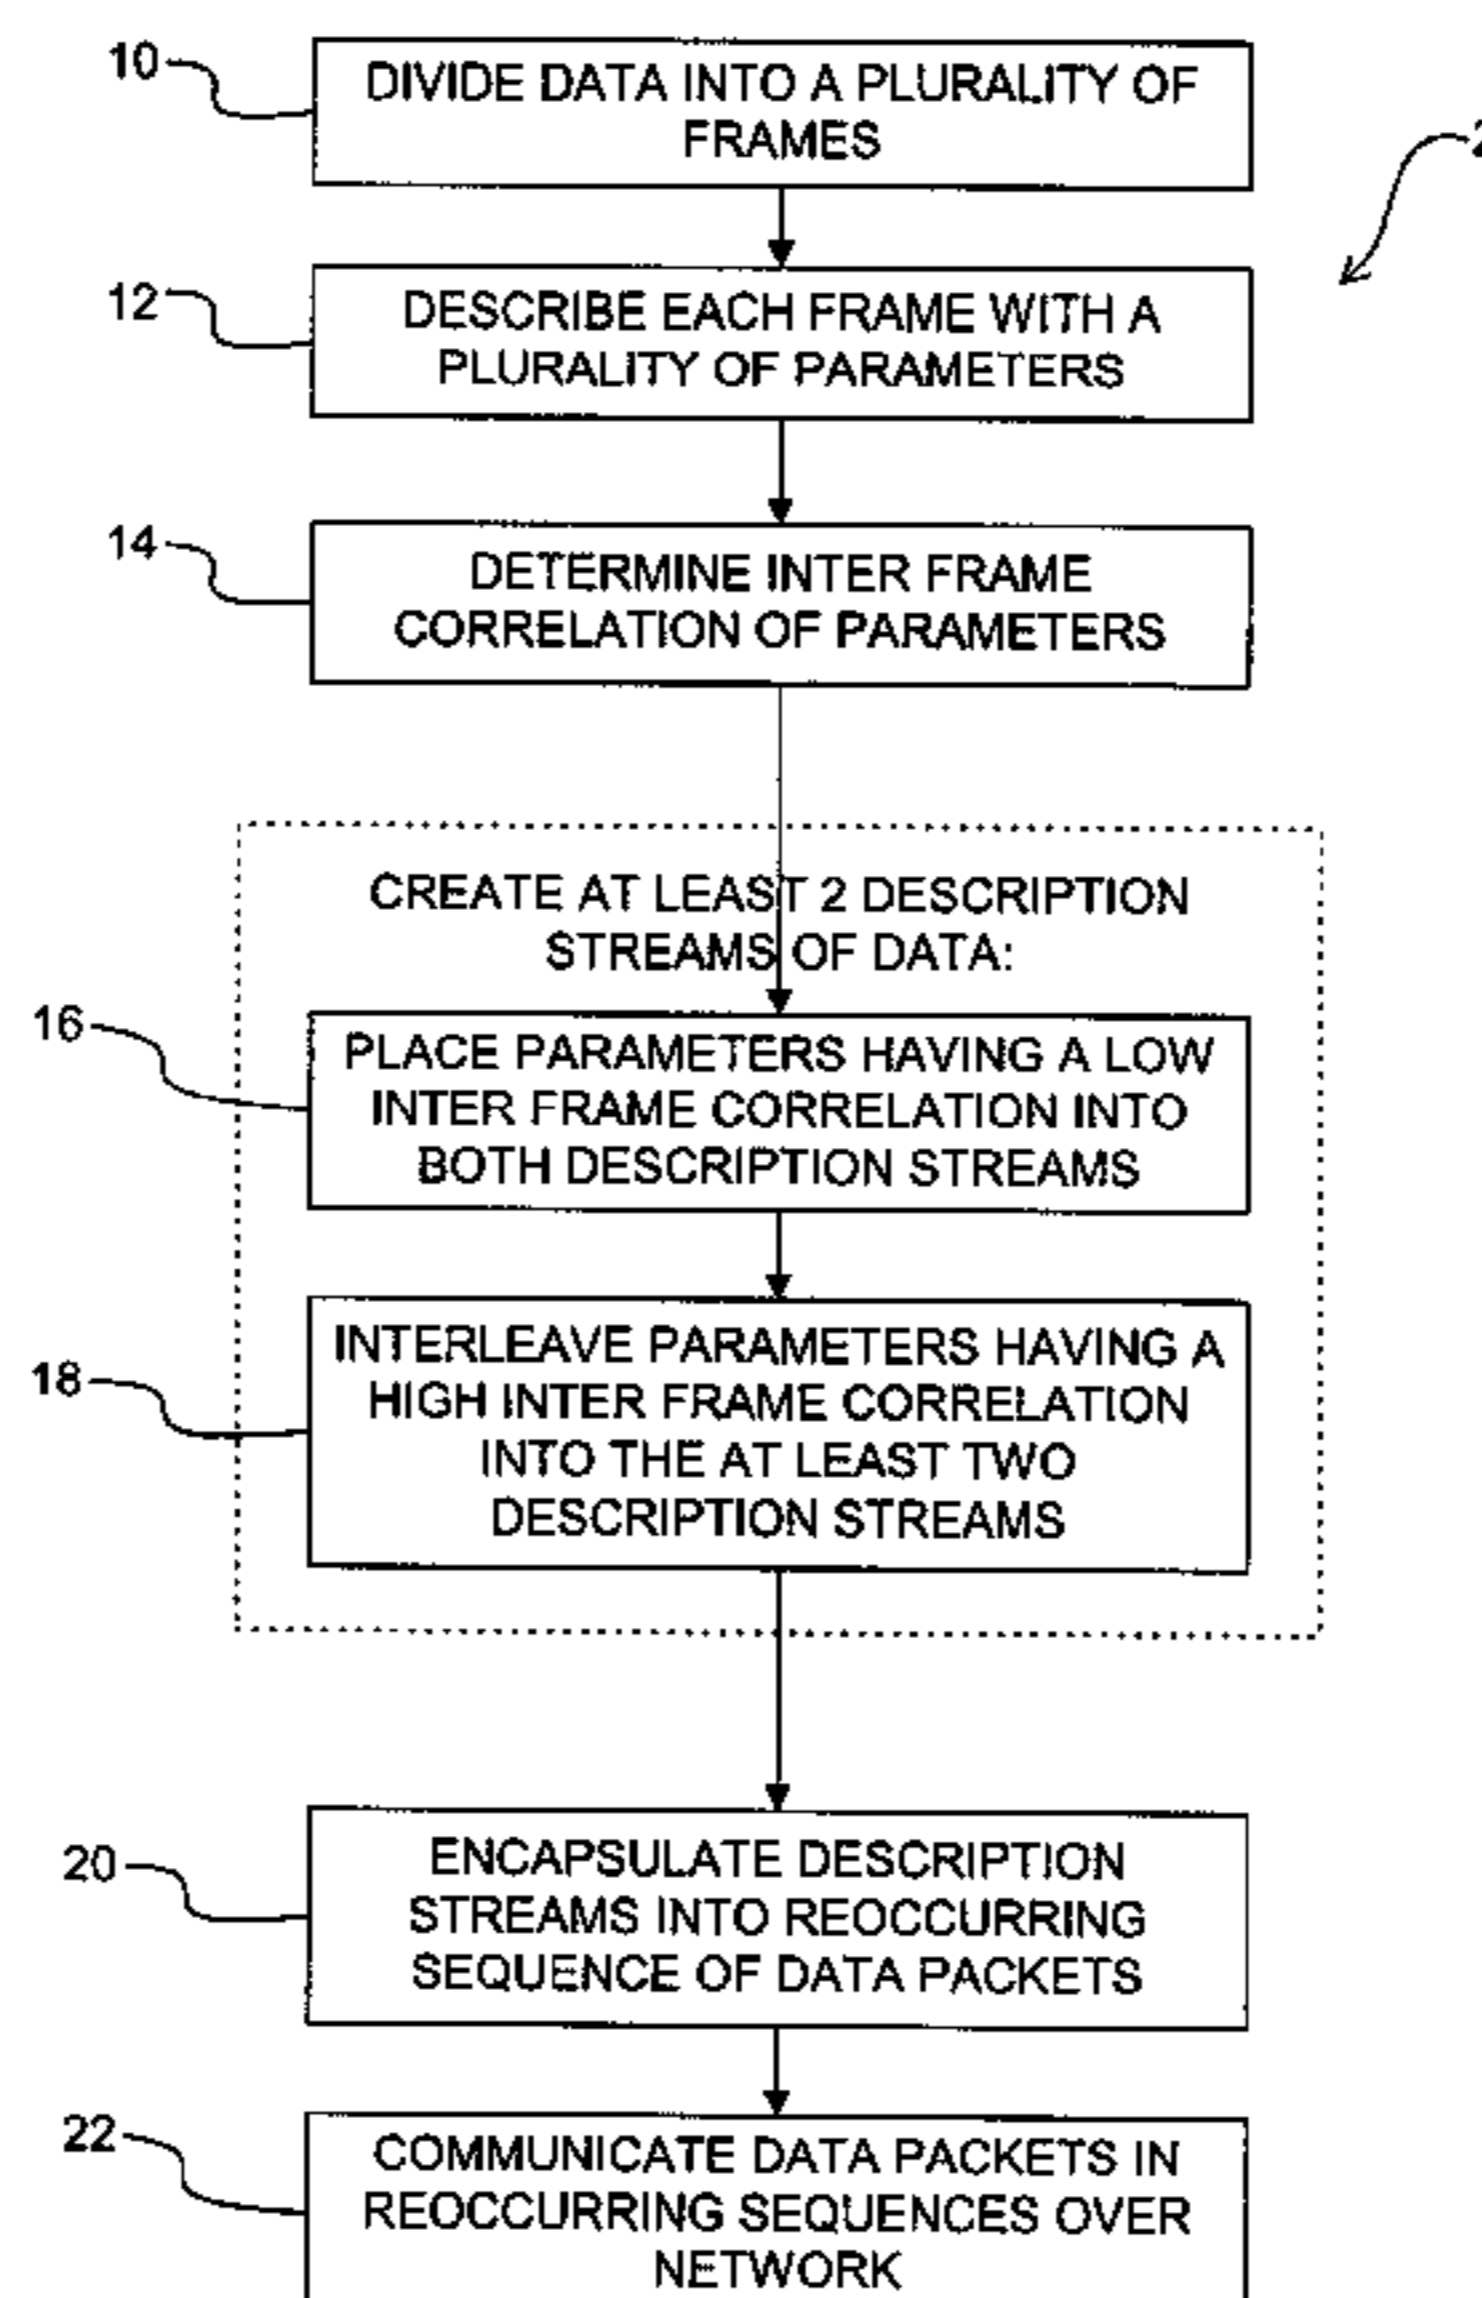 10
DIVIDE DATA INTO A PLURALITY OF
FRAMES
2
12
DESCRIBE EACH FRAME WITH A
PLURALITY OF PARAMETERS
14
DETERMINE INTER FRAME
CORRELATION OF PARAMETERS
CREATE AT LEAST 2 DESCRIPTION
STREAMS OF DATA:
16
PLACE PARAMETERS HAVING A LOW
INTER FRAME CORRELATION INTO
BOTH DESCRIPTION STREAMS
18
INTERLEAVE PARAMETERS HAVING A
HIGH INTER FRAME CORRELATION
INTO THE AT LEAST TWO
DESCRIPTION STREAMS
20
ENCAPSULATE DESCRIPTION
STREAMS INTO REOCCURRING
SEQUENCE OF DATA PACKETS
22
COMMUNICATE DATA PACKETS IN
REOCCURRING SEQUENCES OVER
NETWORK